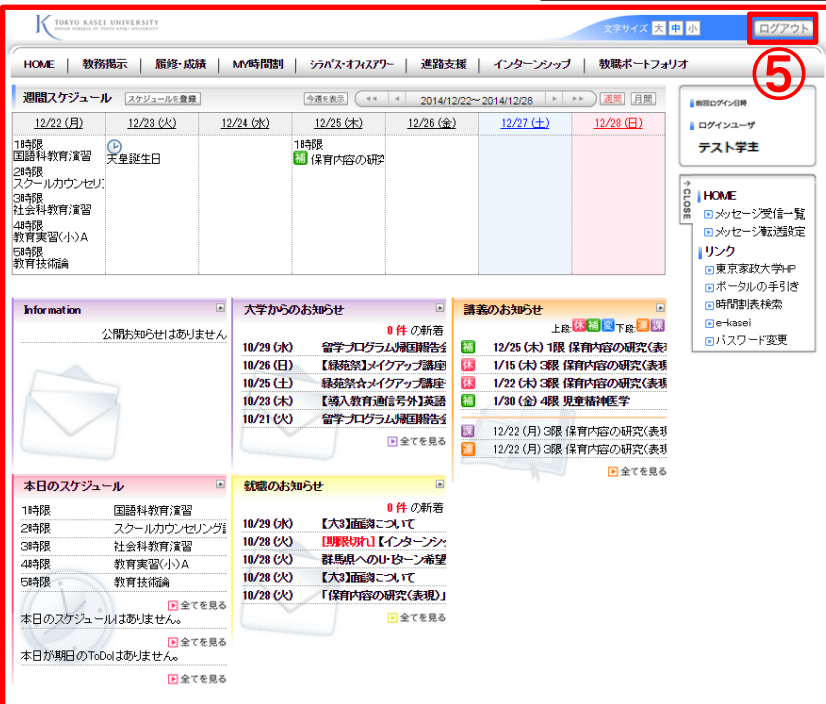 TOKYO KASEI UNIVERSITY
JUNIOR COLLEGE OF TOKYO KASEI UNIVERSITY
文字サイズ 大 中 小
ログアウト
⑤
HOME | 教務掲示 | 履修・成績 | MY時間割 | シラバス・オフィスアワー | 進路支援 | インターンシップ | 教職ポートフォリオ
週間スケジュール スケジュールを登録 今週を表示 2014/12/22～2014/12/28 週間 月間
12/22 (月) 12/23 (火) 12/24 (水) 12/25 (木) 12/26 (金) 12/27 (土) 12/28 (日)
1時限
国語科教育演習
2時限
スクールカウンセリ
3時限
社会科教育演習
4時限
教育実習(小)A
5時限
教育技術論
天皇誕生日
1時限
補 保育内容の研究
前回ログイン日時
ログインユーザ
テスト学主
CLOSE
HOME
メッセージ受信一覧
メッセージ転送設定
リンク
東京家政大学HP
ポータルの手引き
時間割表検索
e-kasei
パスワード変更
Information
公開お知らせはありません
大学からのお知らせ
0 件 の新着
10/29 (水) 留学プログラム帰国報告会
10/26 (日) 【緑苑祭】メイクアップ講座
10/25 (土) 緑苑祭☆メイクアップ講座
10/23 (木) 【導入教育通信号外】英語
10/21 (火) 留学プログラム帰国報告会
全てを見る
講義のお知らせ
上段 休 補 変 下段 連 課
補 12/25 (木) 1限 保育内容の研究(表
休 1/15 (木) 3限 保育内容の研究(表現
休 1/22 (木) 3限 保育内容の研究(表現
補 1/30 (金) 4限 児童精神医学
課 12/22 (月) 3限 保育内容の研究(表現
連 12/22 (月) 3限 保育内容の研究(表現
全てを見る
本日のスケジュール
1時限 国語科教育演習
2時限 スクールカウンセリング
3時限 社会科教育演習
4時限 教育実習(小)A
5時限 教育技術論
全てを見る
本日のスケジュールはありません。
全てを見る
本日が期日のToDoはありません。
全てを見る
就職のお知らせ
0 件 の新着
10/29 (水) 【大3】面談について
10/28 (火) [期限切れ]【インターンシッ
10/28 (火) 群馬県へのU・Iターン希望
10/28 (火) 【大3】面談について
10/28 (火) 「保育内容の研究(表現)」
全てを見る